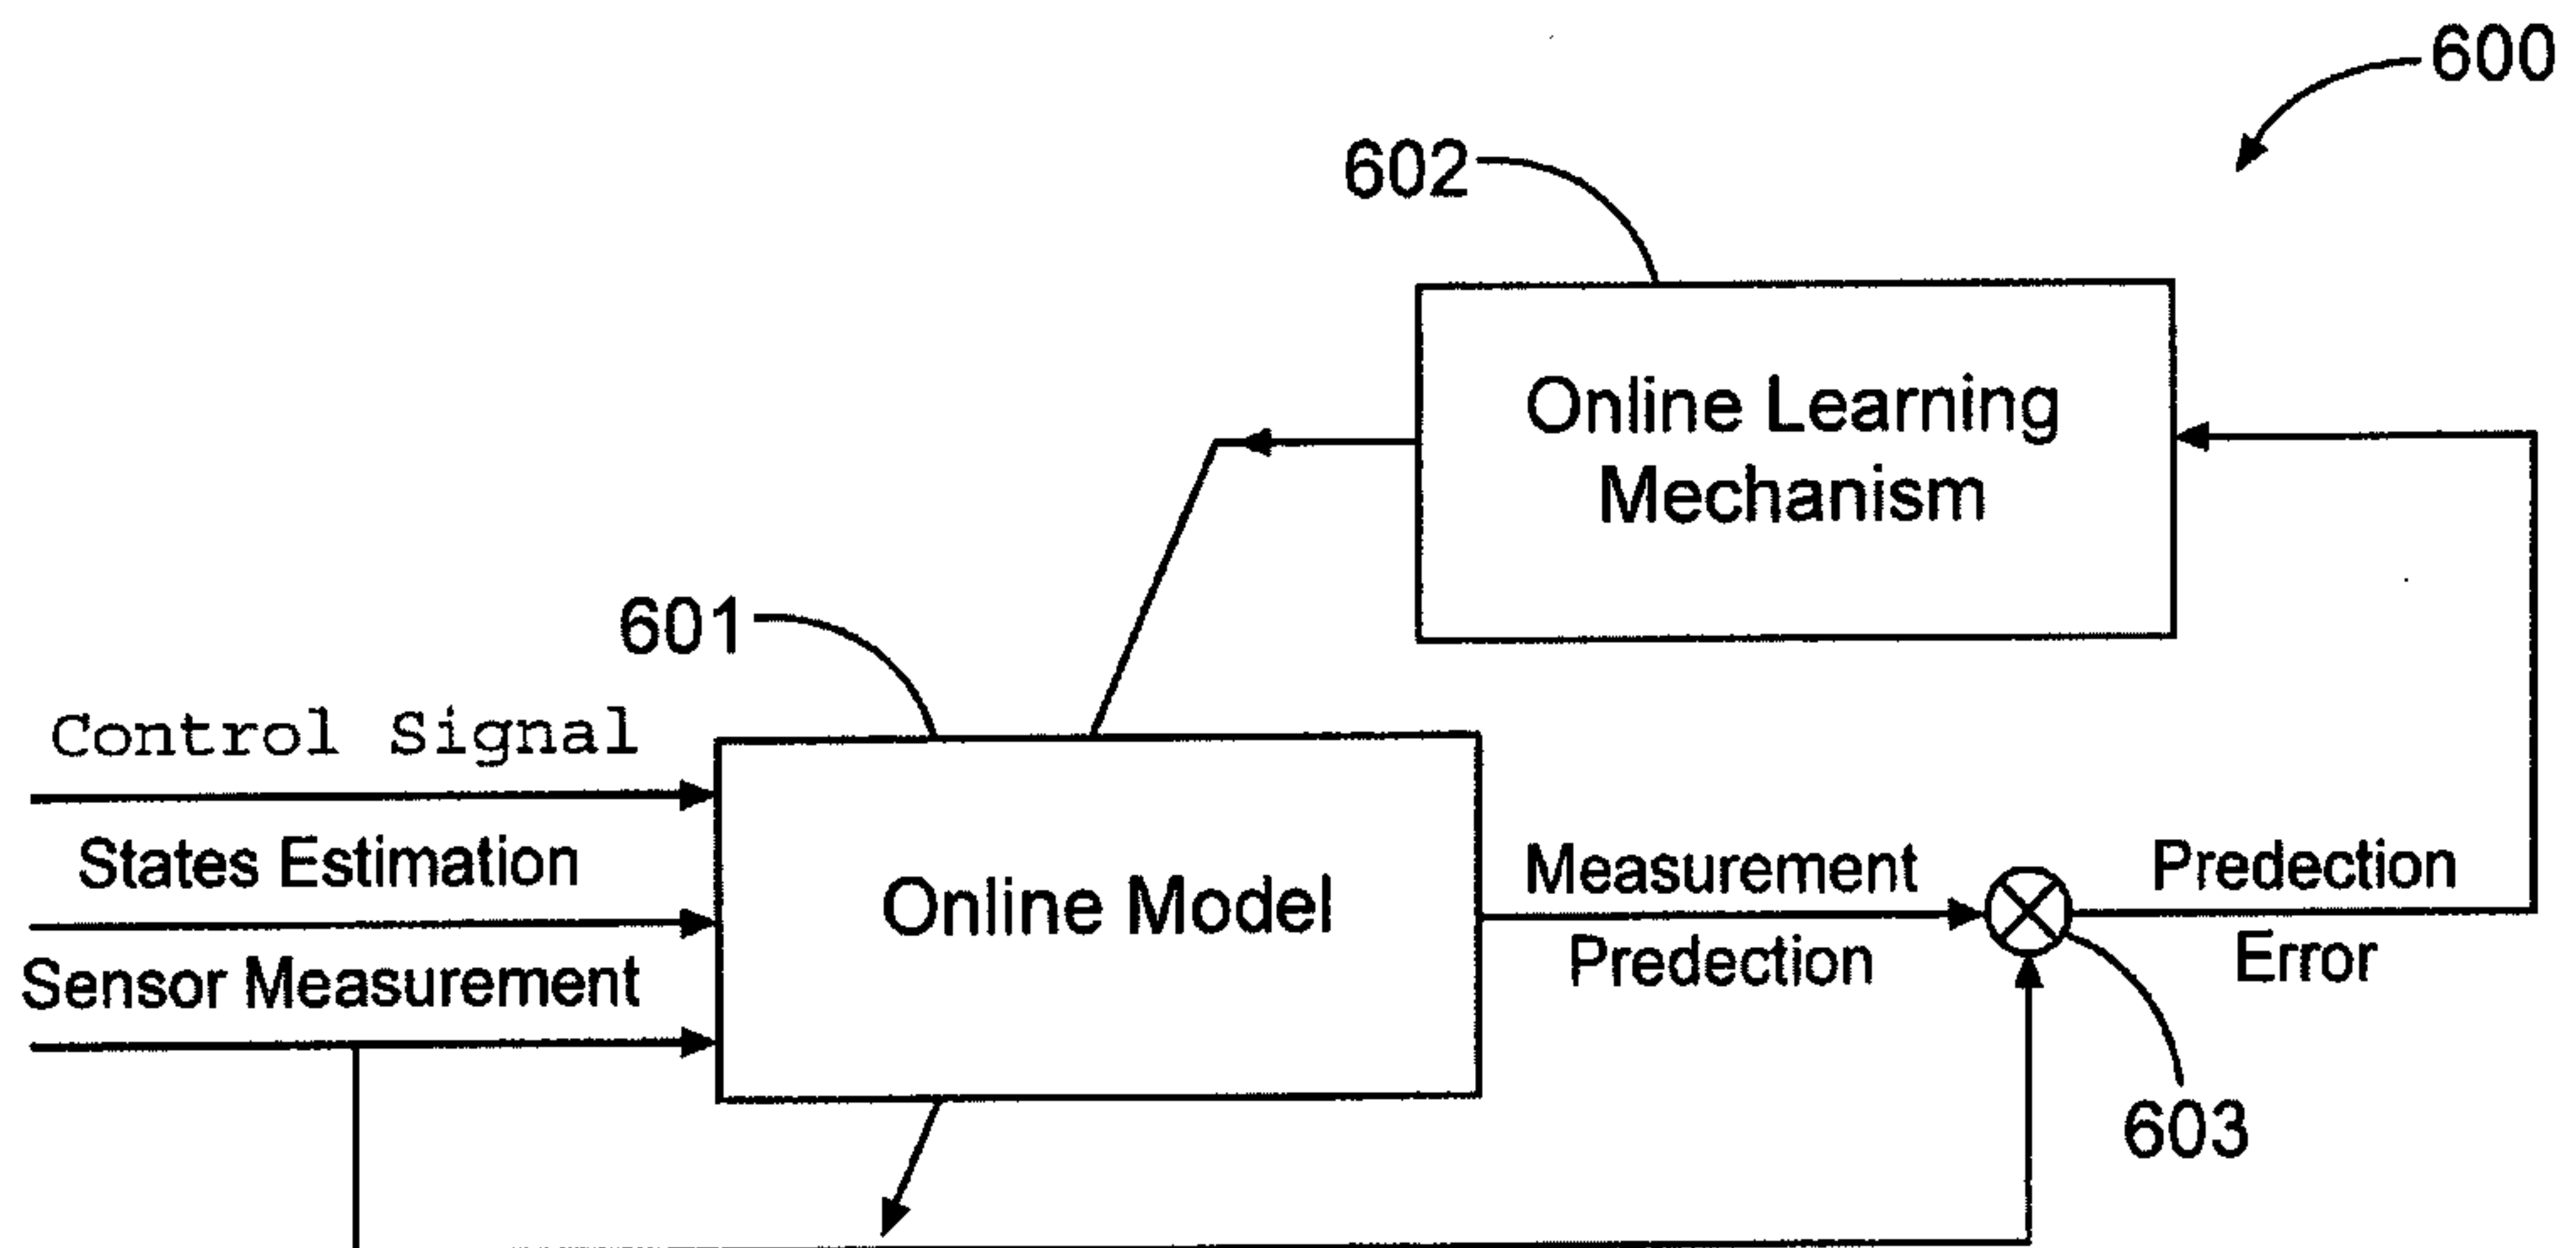 600
602
Online Learning
Mechanism
601
Control Signal
States Estimation
Sensor Measurement
Online Model
Measurement
Predection
Predection
Error
603